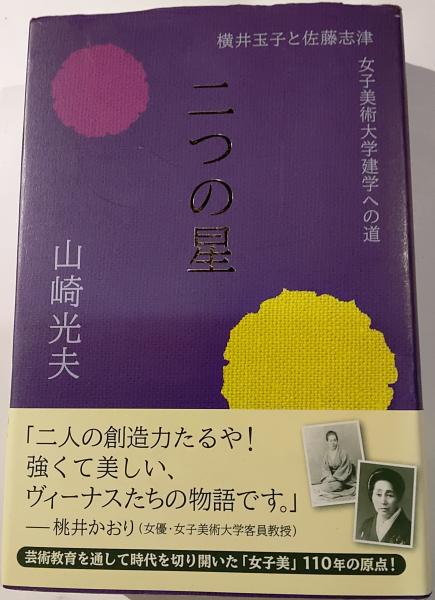 横井玉子と佐藤志津
女子美術大学建学への道
二つの星
山崎光夫
「二人の創造力たるや!
強くて美しい、
ヴィーナスたちの物語です。」
──桃井かおり(女優・女子美術大学客員教授)
芸術教育を通して時代を切り開いた「女子美」110年の原点!